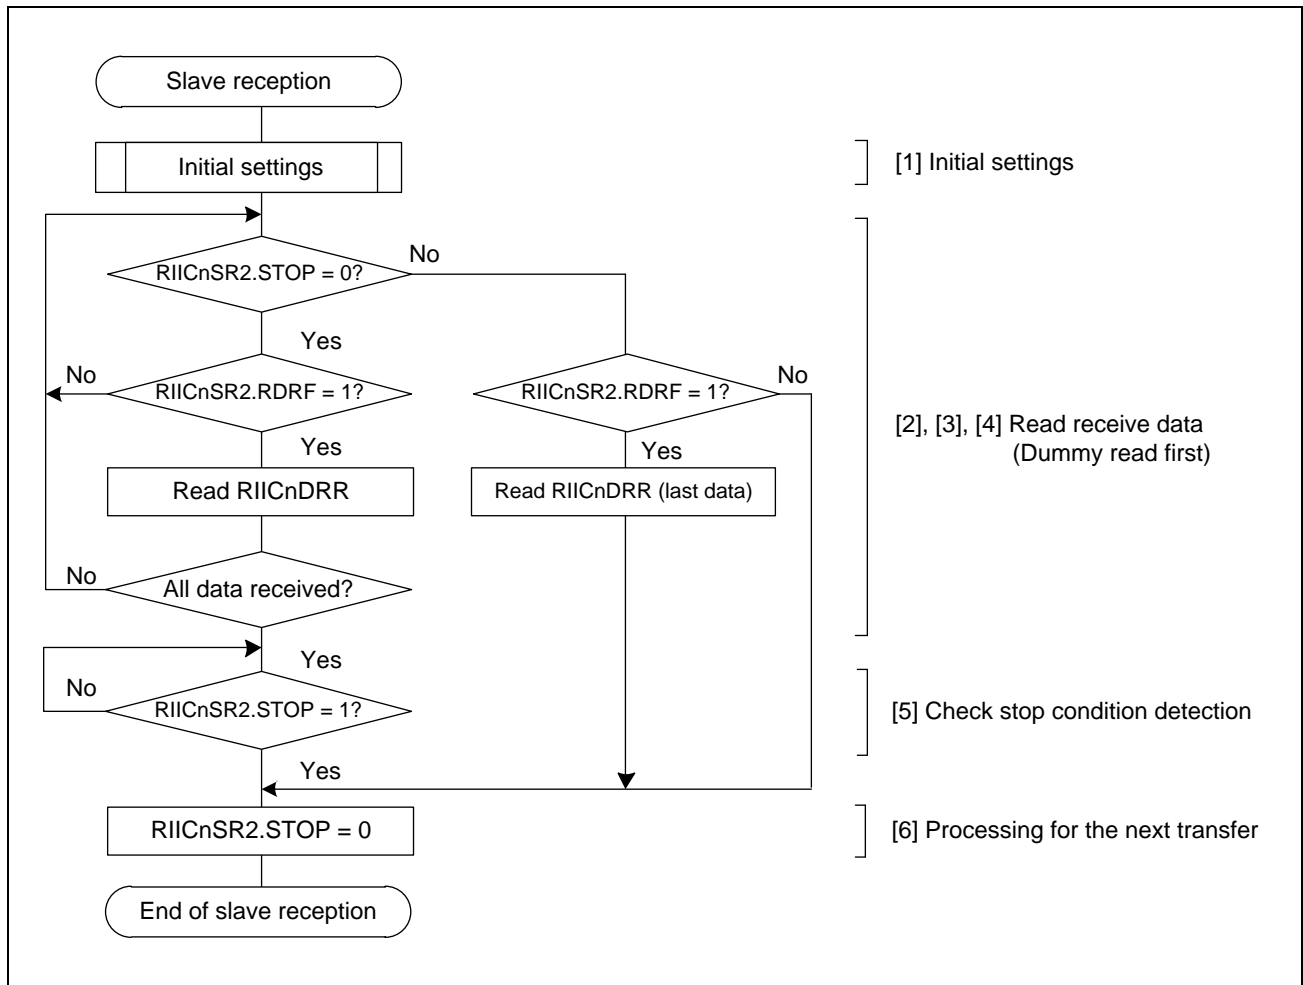 Slave reception
Initial settings
[1] Initial settings
No
RIICnSR2.STOP = 0?
Yes
No
RIICnSR2.RDRF = 1?
RIICnSR2.RDRF = 1?
No
[2], [3], [4] Read receive data
(Dummy read first)
Yes
Yes
Read RIICnDRR
Read RIICnDRR (last data)
No
All data received?
Yes
No
RIICnSR2.STOP = 1?
[5] Check stop condition detection
Yes
RIICnSR2.STOP = 0
[6] Processing for the next transfer
End of slave reception